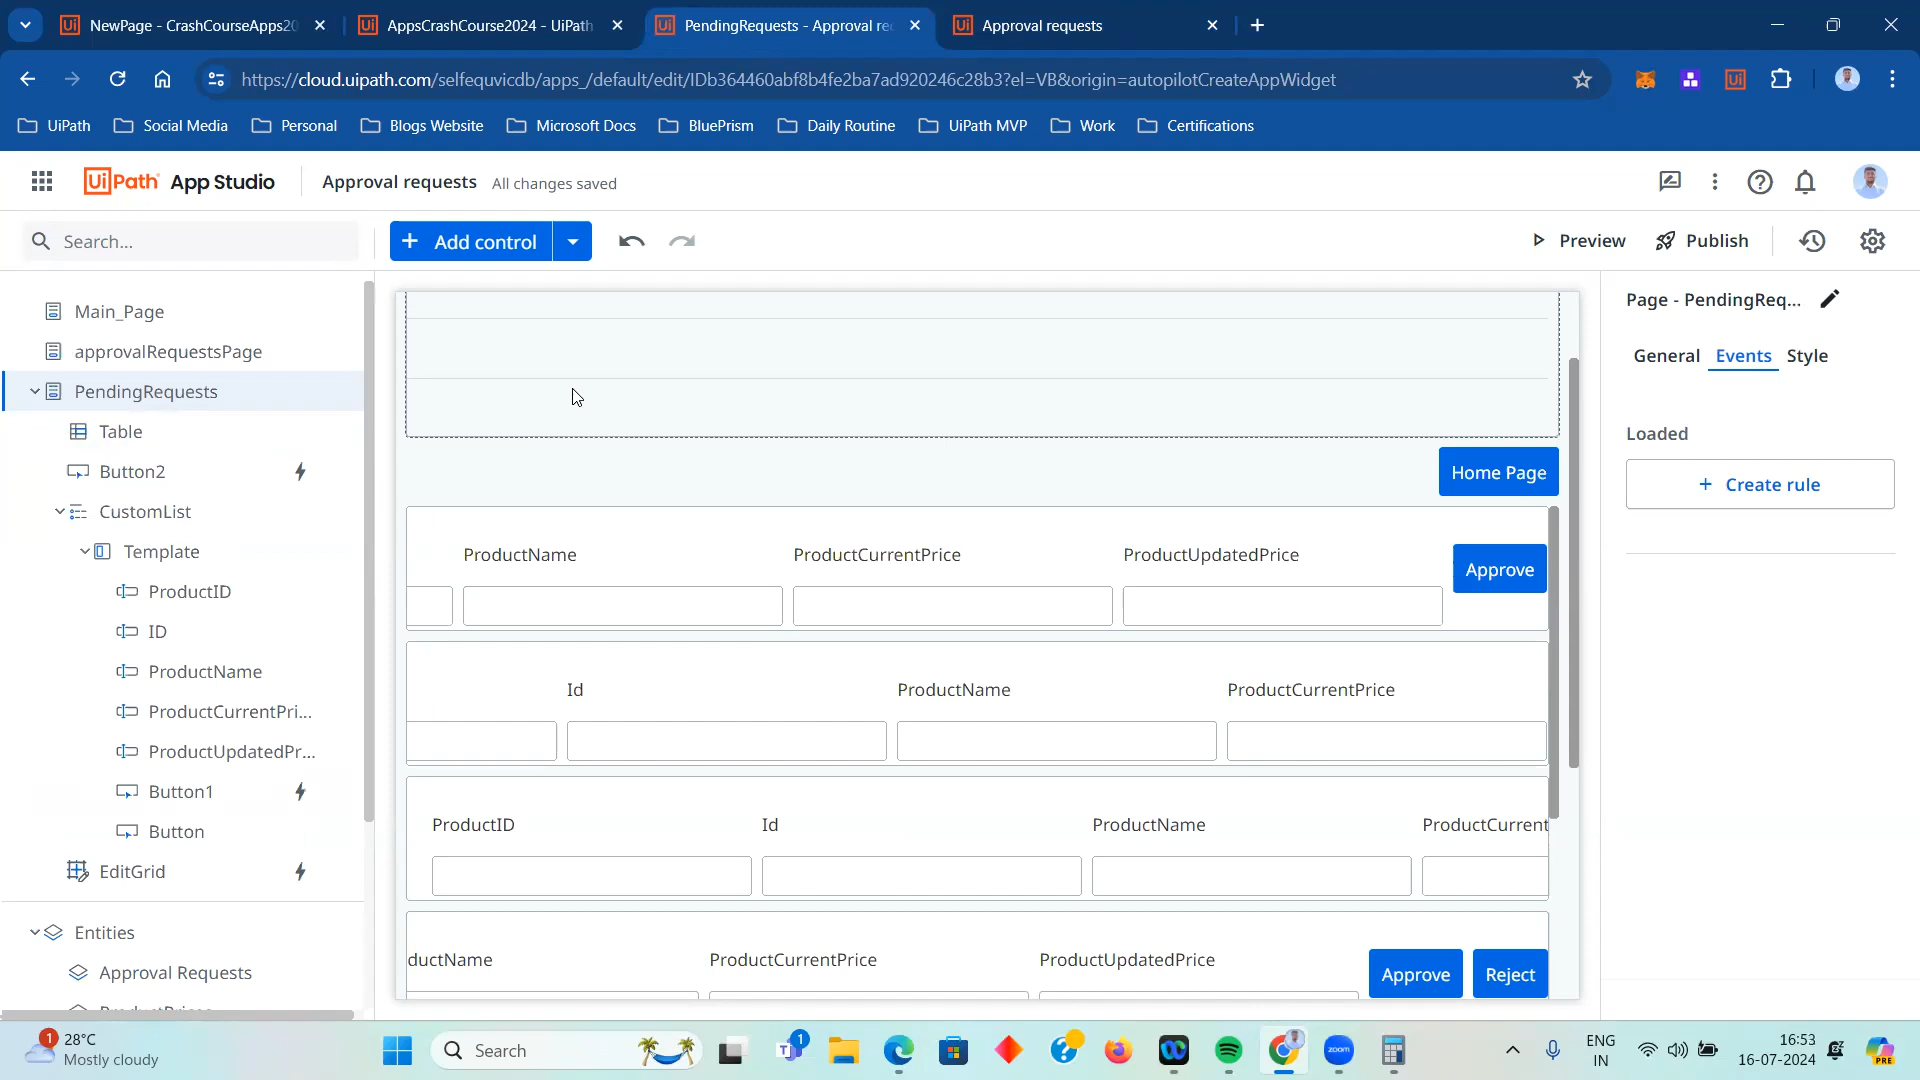 NewPage - CrashCourseApps20
AppsCrashCourse2024 - UiPath
PendingRequests - Approval re
Approval requests
https://cloud.uipath.com/selfequvicdb/apps_/default/edit/IDb364460abf8b4fe2ba7ad920246c28b3?el=VB&origin=autopilotCreateAppWidget
UiPath
Social Media
Personal
Blogs Website
Microsoft Docs
BluePrism
Daily Routine
UiPath MVP
Work
Certifications
UiPath App Studio
Approval requests
All changes saved
Search...
Add control
Preview
Publish
Main_Page
approvalRequestsPage
PendingRequests
Table
Button2
CustomList
Template
ProductID
ID
ProductName
ProductCurrentPri...
ProductUpdatedPr...
Button1
Button
EditGrid
Entities
Approval Requests
Home Page
ProductName
ProductCurrentPrice
ProductUpdatedPrice
Approve
Id
ProductName
ProductCurrentPrice
ProductID
Id
ProductName
ProductCurrent
ductName
ProductCurrentPrice
ProductUpdatedPrice
Approve
Reject
Page - PendingReq...
General
Events
Style
Loaded
+ Create rule
1
28°C
Mostly cloudy
Search
1
zoom
PRE
ENG
IN
16:53
16-07-2024